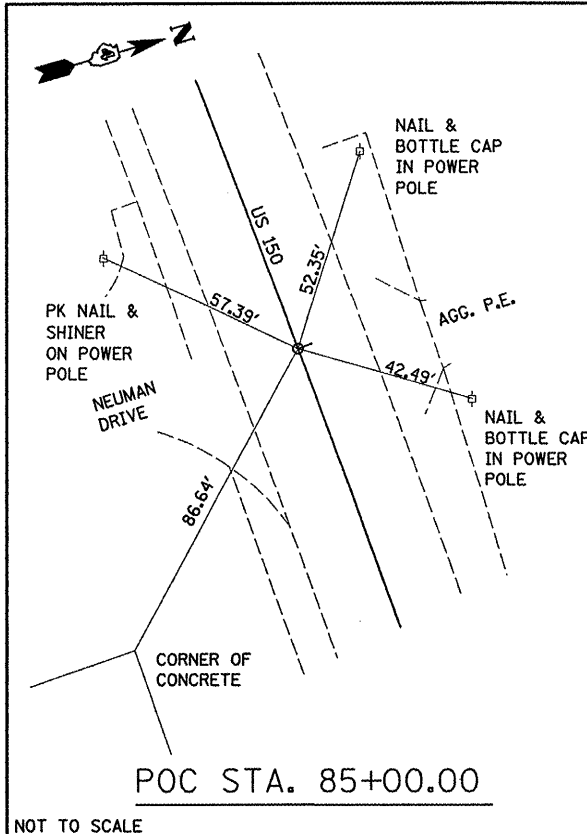 N
NAIL &
BOTTLE CAP
IN POWER
POLE
US 150
52.35'
57.39'
AGG. P.E.
PK NAIL &
SHINER
ON POWER
POLE
42.49'
NEUMAN
DRIVE
NAIL &
BOTTLE CAP
IN POWER
POLE
86.64'
CORNER OF
CONCRETE
POC STA. 85+00.00
NOT TO SCALE